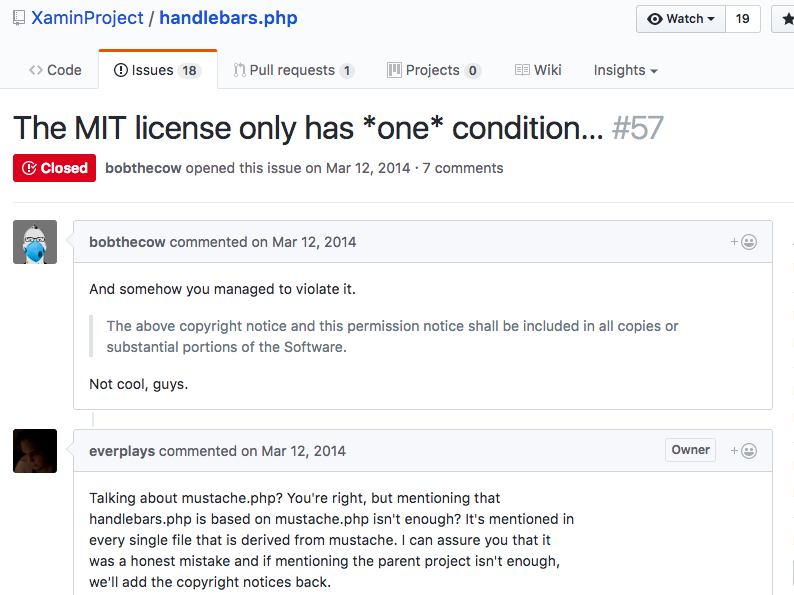 XaminProject / handlebars.php
Watch 19
Code Issues 18 Pull requests 1 Projects 0 Wiki Insights
The MIT license only has *one* condition... #57
Closed bobthecow opened this issue on Mar 12, 2014 · 7 comments
bobthecow commented on Mar 12, 2014
And somehow you managed to violate it.
The above copyright notice and this permission notice shall be included in all copies or
substantial portions of the Software.
Not cool, guys.
everplays commented on Mar 12, 2014 Owner
Talking about mustache.php? You're right, but mentioning that
handlebars.php is based on mustache.php isn't enough? It's mentioned in
every single file that is derived from mustache. I can assure you that it
was a honest mistake and if mentioning the parent project isn't enough,
we'll add the copyright notices back.